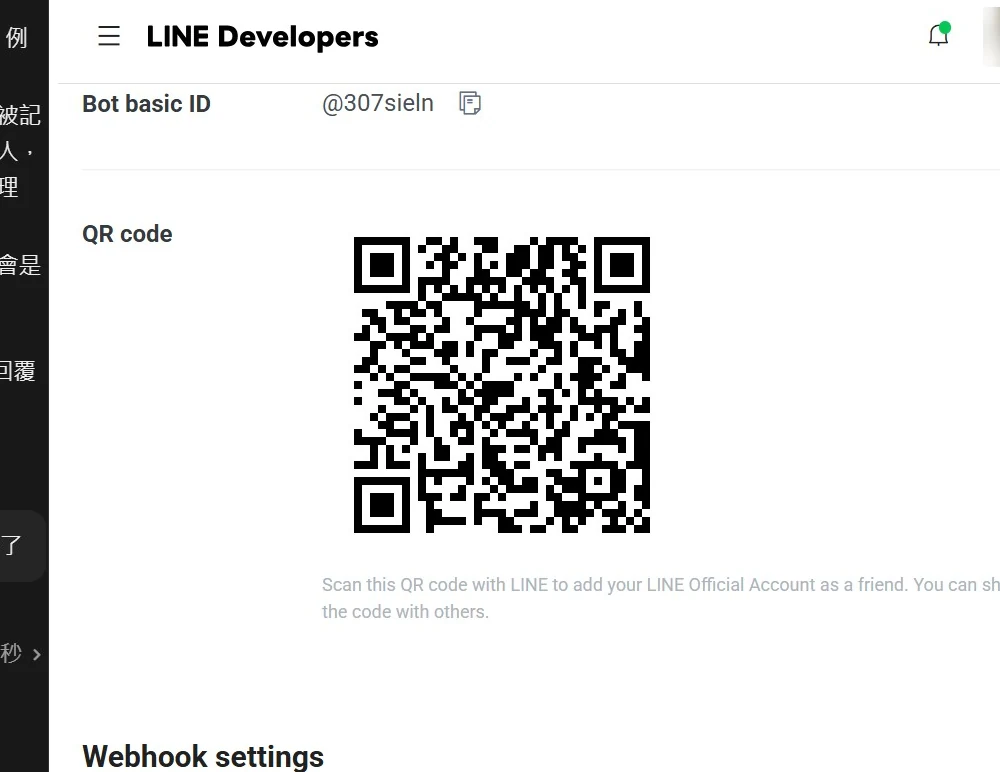 例
被記
人，
理
會是
回覆
了
秒
LINE Developers
Bot basic ID
@307sieln
QR code
Scan this QR code with LINE to add your LINE Official Account as a friend. You can sh
the code with others.
Webhook settings